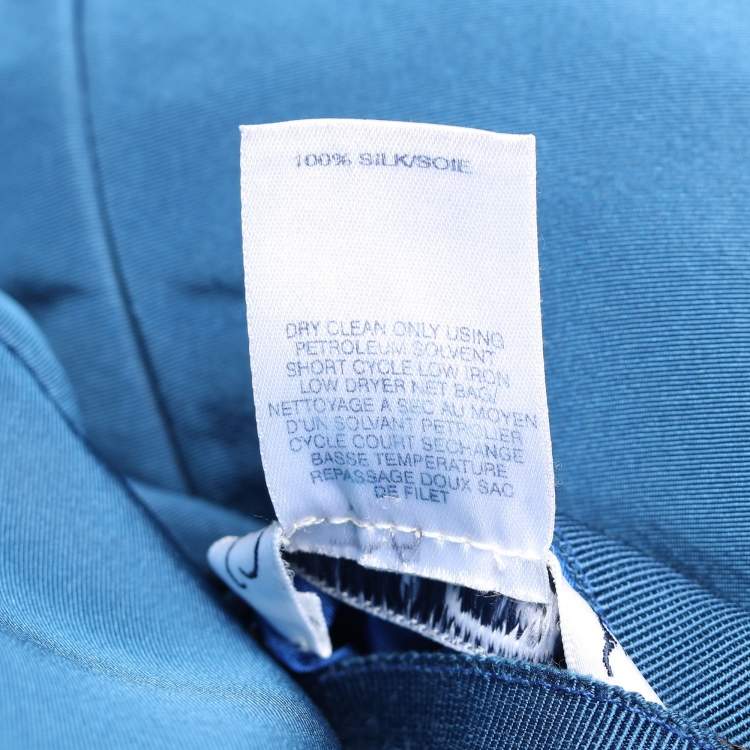 100% SILK/SOIE
DRY CLEAN ONLY USING
PETROLEUM SOLVENT
SHORT CYCLE LOW IRON
LOW DRYER NET BAG/
NETTOYAGE A SEC AU MOYEN
D'UN SOLVANT PETROLIER
CYCLE COURT SECHANGE
BASSE TEMPERATURE
REPASSAGE DOUX SAC
DE FILET